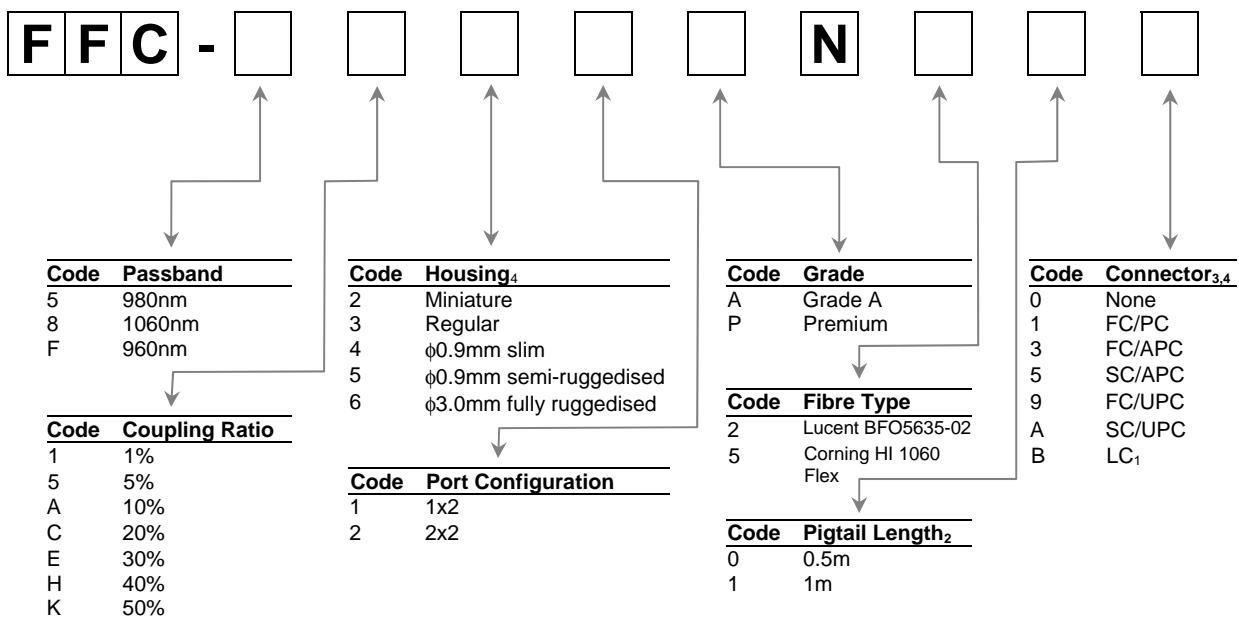 FFC - N
Code Passband
5 980nm
8 1060nm
F 960nm
Code Coupling Ratio
1 1%
5 5%
A 10%
C 20%
E 30%
H 40%
K 50%
Code Housing4
2 Miniature
3 Regular
4 ϕ0.9mm slim
5 ϕ0.9mm semi-ruggedised
6 ϕ3.0mm fully ruggedised
Code Port Configuration
1 1x2
2 2x2
Code Grade
A Grade A
P Premium
Code Fibre Type
2 Lucent BFO5635-02
5 Corning HI 1060
Flex
Code Pigtail Length2
0 0.5m
1 1m
Code Connector3,4
0 None
1 FC/PC
3 FC/APC
5 SC/APC
9 FC/UPC
A SC/UPC
B LC1